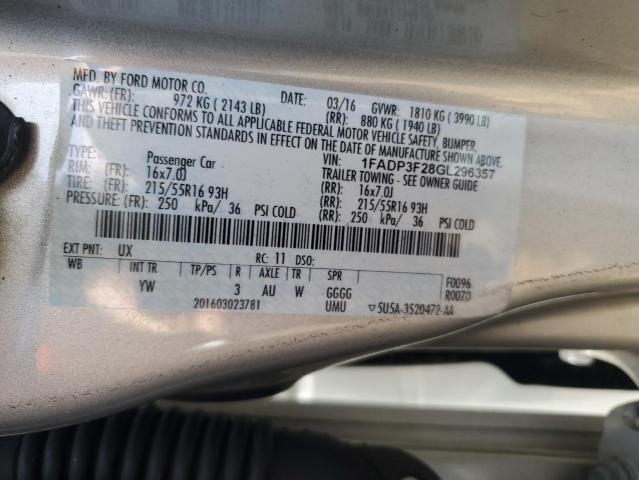 MFD. BY FORD MOTOR CO.
DATE: 03/16 GVWR: 1810 KG ( 3990 LB)
GAWR: (FR): 972 KG ( 2143 LB) (RR): 880 KG ( 1940 LB)
THIS VEHICLE CONFORMS TO ALL APPLICABLE FEDERAL MOTOR VEHICLE SAFETY, BUMPER,
AND THEFT PREVENTION STANDARDS IN EFFECT ON THE DATE OF MANUFACTURE SHOWN ABOVE.
VIN: 1FADP3F28GL296357
TYPE: Passenger Car TRAILER TOWING - SEE OWNER GUIDE
RIM: (FR): 16x7.0J (RR): 16x7.0J
TIRE: (FR): 215/55R16 93H (RR): 215/55R16 93H
PRESSURE: (FR): 250 kPa/ 36 PSI COLD (RR): 250 kPa/ 36 PSI COLD
EXT PNT: UX RC: 11 DSO: F0096
WB INT TR TP/PS R AXLE TR SPR R0070
YW 3 AU W GGGG
201603023781 UMU ▽ 5U5A-3520472-AA